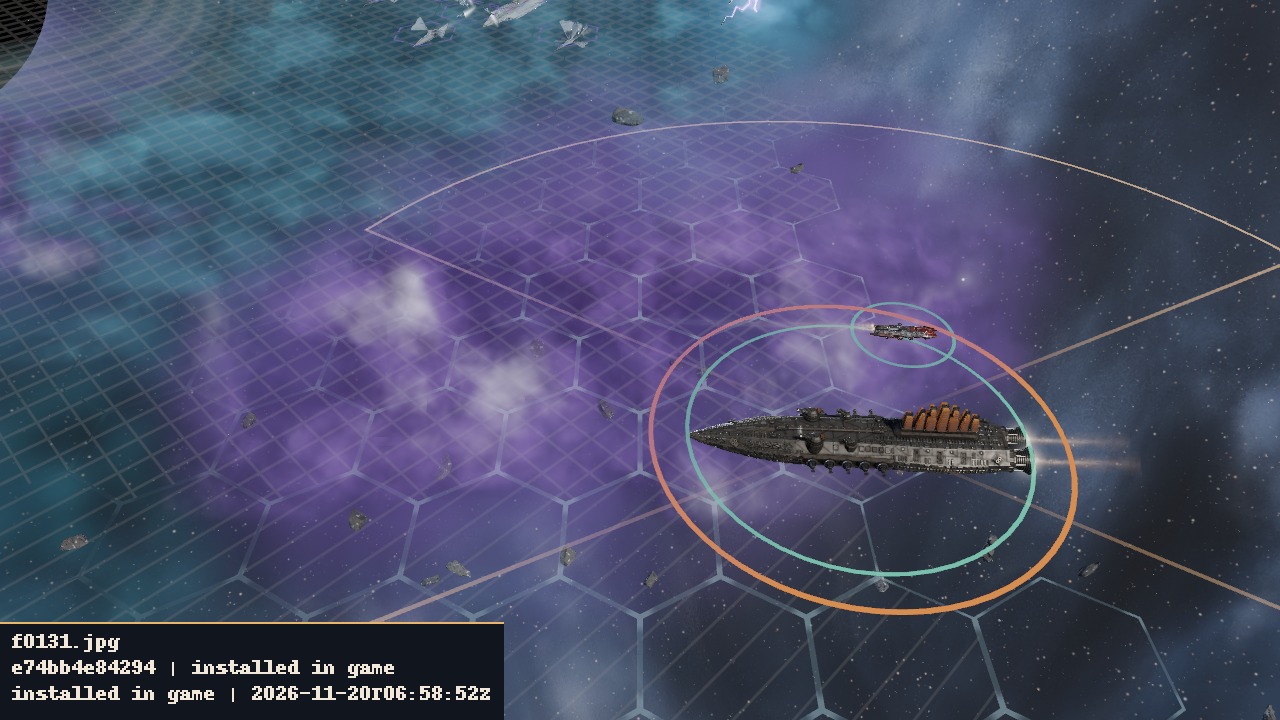 f0131.jpg
e74bb4e84294 | installed in game
installed in game | 2026-11-20T06:58:52Z